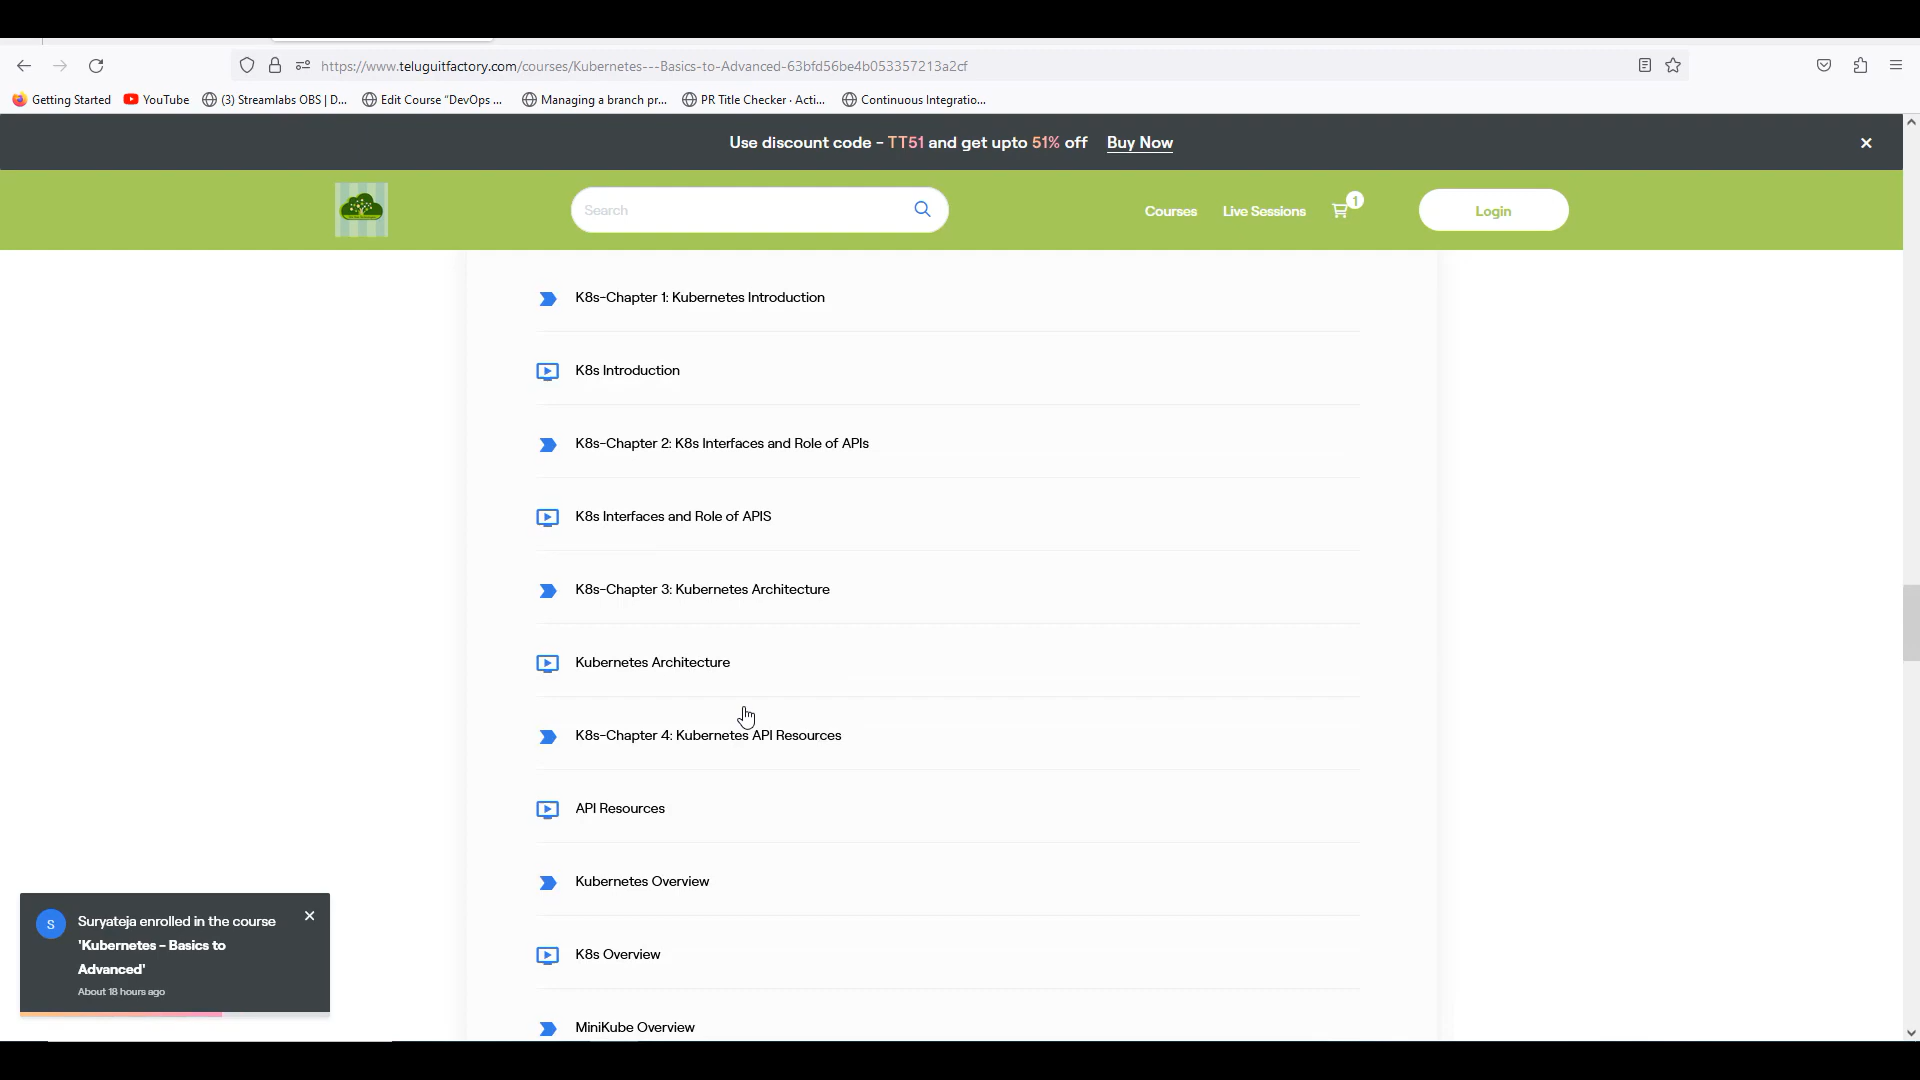 https://www.teluguitfactory.com/courses/Kubernetes---Basics-to-Advanced-63bfd56be4b053357213a2cf
Getting Started
YouTube
(3) Streamlabs OBS | D...
Edit Course "DevOps ...
Managing a branch pr...
PR Title Checker · Acti...
Continuous Integratio...
Use discount code - TT51 and get upto 51% off Buy Now
Search
Courses
Live Sessions
1
Login
K8s-Chapter 1: Kubernetes Introduction
K8s Introduction
K8s-Chapter 2: K8s Interfaces and Role of APIs
K8s Interfaces and Role of APIS
K8s-Chapter 3: Kubernetes Architecture
Kubernetes Architecture
K8s-Chapter 4: Kubernetes API Resources
API Resources
Kubernetes Overview
K8s Overview
MiniKube Overview
S
Suryateja enrolled in the course
'Kubernetes - Basics to
Advanced'
About 18 hours ago